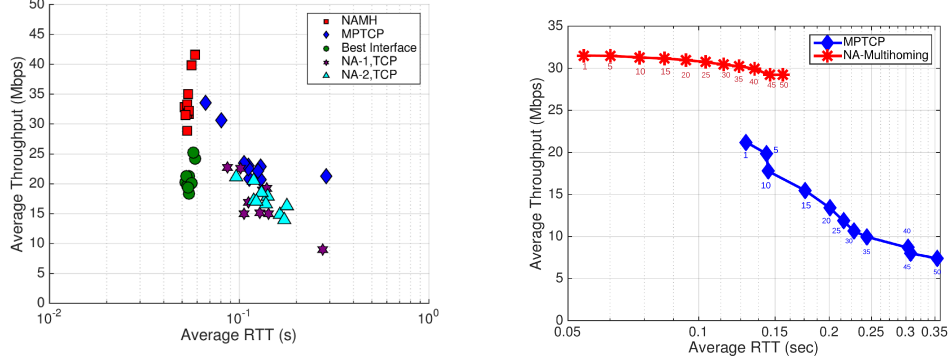 50
45
40
35
30
25
20
15
10
5
0
Average Throughput (Mbps)
NAMH
MPTCP
Best Interface
NA-1,TCP
NA-2,TCP
10-2
10-1
100
Average RTT (s)
35
30
25
20
15
10
5
0
Average Throughput (Mbps)
MPTCP
NA-Multihoming
1 5 10 15 20 25 30 35 40 45 50
1
5
10
15
20
25
30
35
40
45
50
0.05 0.1 0.15 0.2 0.25 0.3 0.35
Average RTT (sec)